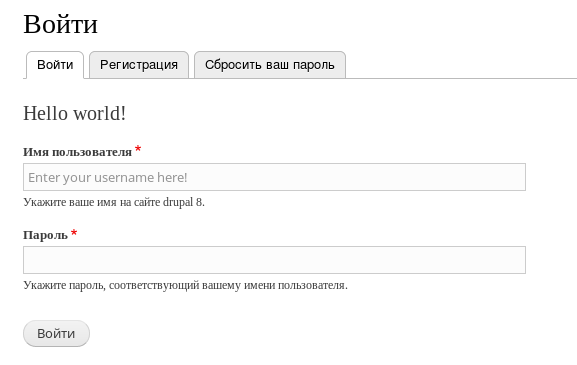 Войти
Войти Регистрация Сбросить ваш пароль
Hello world!
Имя пользователя *
Enter your username here!
Укажите ваше имя на сайте drupal 8.
Пароль *
Укажите пароль, соответствующий вашему имени пользователя.
Войти